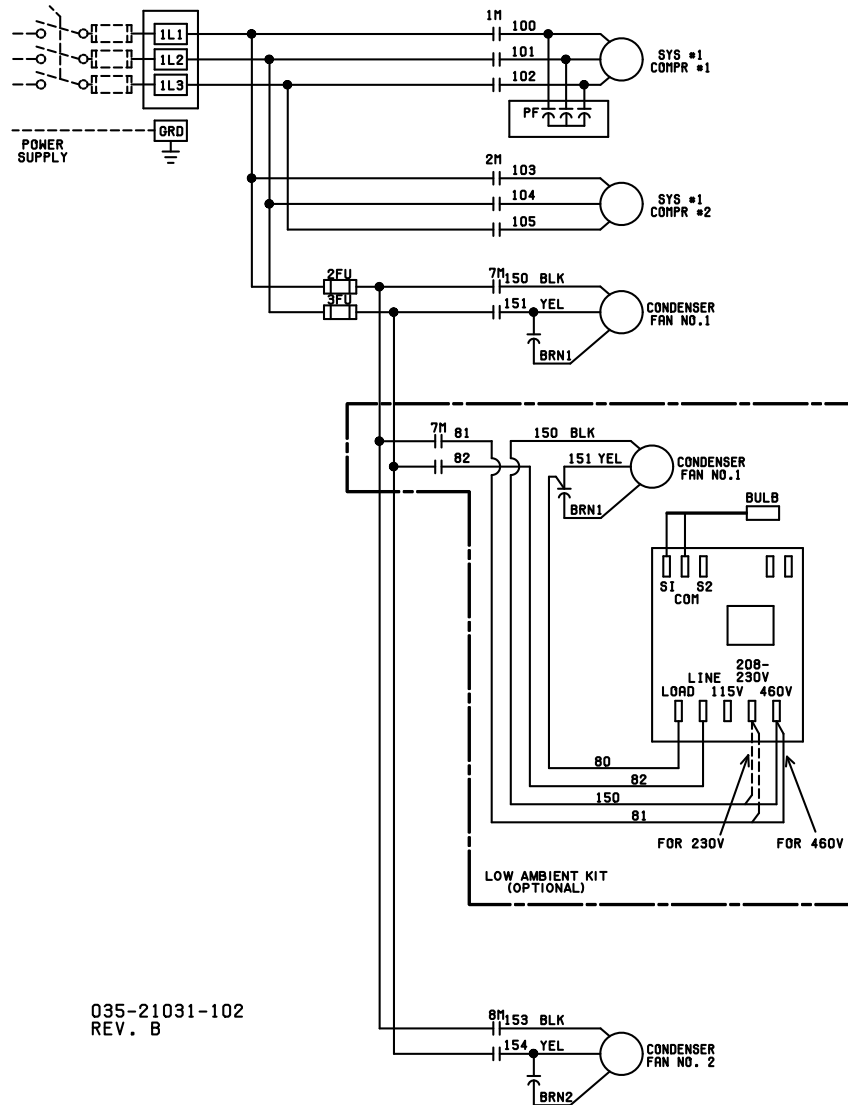 1M 100
1L1
1L2 101 SYS #1
COMPR #1
1L3 102
PF
GRD
POWER
SUPPLY
2M 103
104 SYS #1
COMPR #2
105
2FU 7M 150 BLK
3FU 151 YEL CONDENSER
FAN NO.1
BRN1
7M 81 150 BLK
82 151 YEL CONDENSER
FAN NO.1
BRN1
BULB
S1 S2
COM
208-
LINE 230V
LOAD 115V 460V
80
82
150
81
FOR 230V FOR 460V
LOW AMBIENT KIT
(OPTIONAL)
035-21031-102
REV. B
8M 153 BLK
154 YEL CONDENSER
FAN NO. 2
BRN2